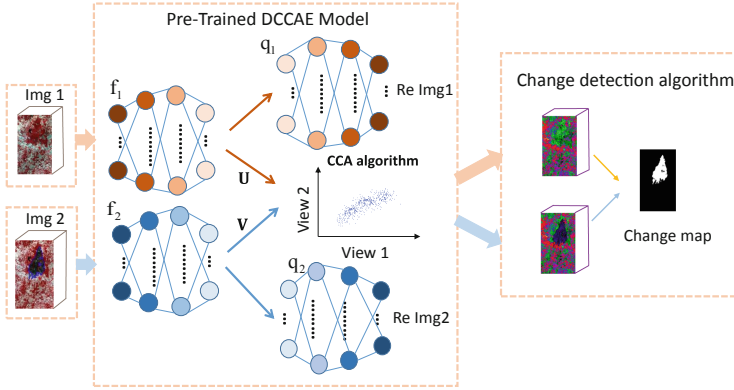 Pre-Trained DCCAE Model
Img 1
f₁
q₁
Re Img1
U
CCA algorithm
View 2
View 1
Img 2
f₂
V
q₂
Re Img2
Change detection algorithm
Change map